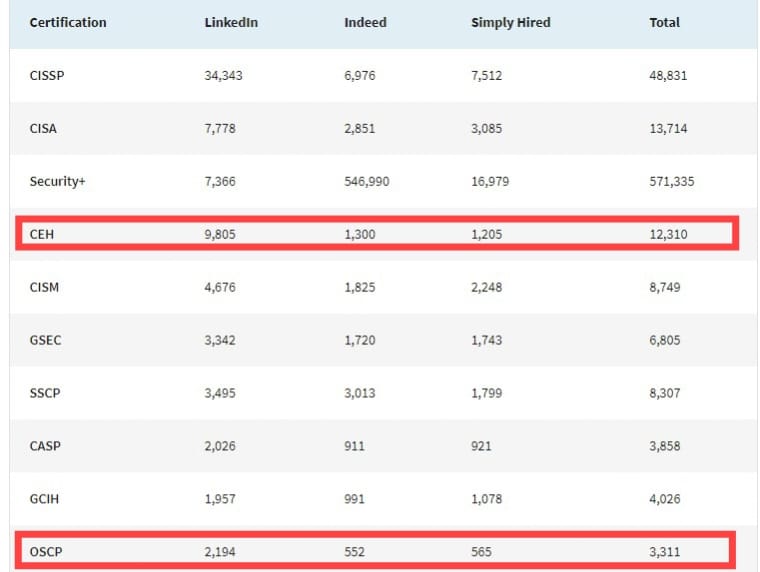 Certification LinkedIn Indeed Simply Hired Total
CISSP 34,343 6,976 7,512 48,831
CISA 7,778 2,851 3,085 13,714
Security+ 7,366 546,990 16,979 571,335
CEH 9,805 1,300 1,205 12,310
CISM 4,676 1,825 2,248 8,749
GSEC 3,342 1,720 1,743 6,805
SSCP 3,495 3,013 1,799 8,307
CASP 2,026 911 921 3,858
GCIH 1,957 991 1,078 4,026
OSCP 2,194 552 565 3,311